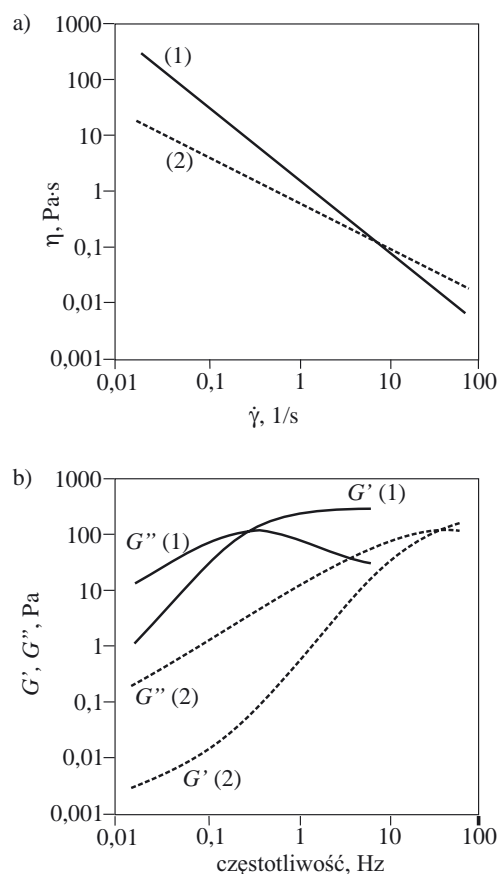 a)
1000
100
10
1
0,1
0,01
0,001
η, Pa·s
(1)
(2)
0,01 0,1 1 10 100
γ̇, 1/s
b)
1000
100
10
1
0,1
0,01
0,001
G’, G”, Pa
G’ (1)
G” (1)
G” (2)
G’ (2)
0,01 0,1 1 10 100
częstotliwość, Hz